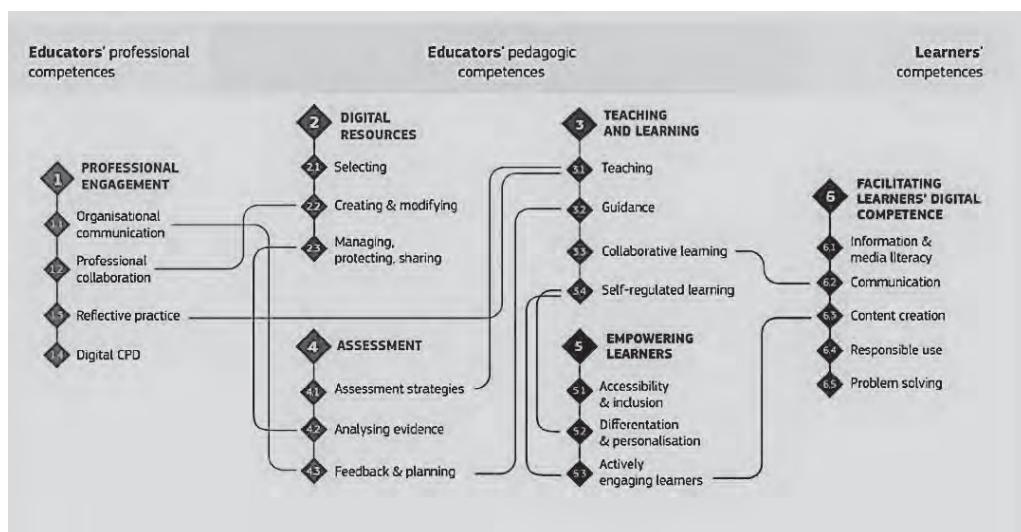 Educators' professional
competences
Educators' pedagogic
competences
Learners'
competences
1
PROFESSIONAL
ENGAGEMENT
1.1
Organisational
communication
1.2
Professional
collaboration
1.3
Reflective practice
1.4
Digital CPD
2
DIGITAL
RESOURCES
2.1
Selecting
2.2
Creating & modifying
2.3
Managing,
protecting, sharing
4
ASSESSMENT
4.1
Assessment strategies
4.2
Analysing evidence
4.3
Feedback & planning
3
TEACHING
AND LEARNING
3.1
Teaching
3.2
Guidance
3.3
Collaborative learning
3.4
Self-regulated learning
5
EMPOWERING
LEARNERS
5.1
Accessibility
& inclusion
5.2
Differentation
& personalisation
5.3
Actively
engaging learners
6
FACILITATING
LEARNERS' DIGITAL
COMPETENCE
6.1
Information &
media literacy
6.2
Communication
6.3
Content creation
6.4
Responsible use
6.5
Problem solving